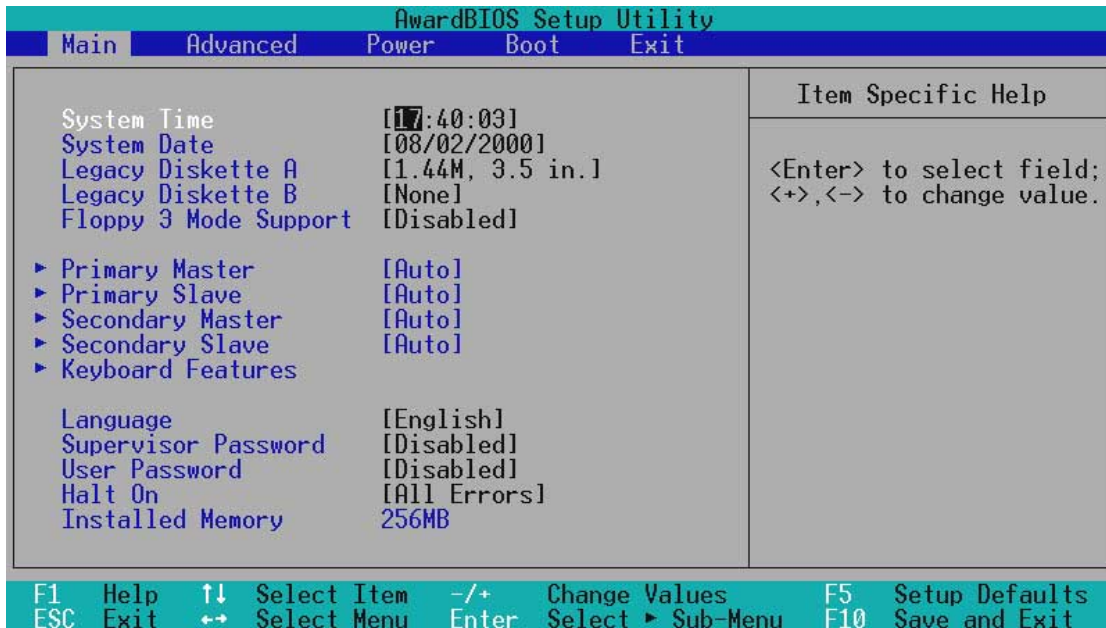 AwardBIOS Setup Utility
Main Advanced Power Boot Exit
Item Specific Help
System Time [17:40:03]
System Date [08/02/2000]
Legacy Diskette A [1.44M, 3.5 in.]
Legacy Diskette B [None]
Floppy 3 Mode Support [Disabled]
<Enter> to select field;
<+>,<-> to change value.
► Primary Master [Auto]
► Primary Slave [Auto]
► Secondary Master [Auto]
► Secondary Slave [Auto]
► Keyboard Features
Language [English]
Supervisor Password [Disabled]
User Password [Disabled]
Halt On [All Errors]
Installed Memory 256MB
F1 Help ↑↓ Select Item -/+ Change Values F5 Setup Defaults
ESC Exit ←→ Select Menu Enter Select ► Sub-Menu F10 Save and Exit